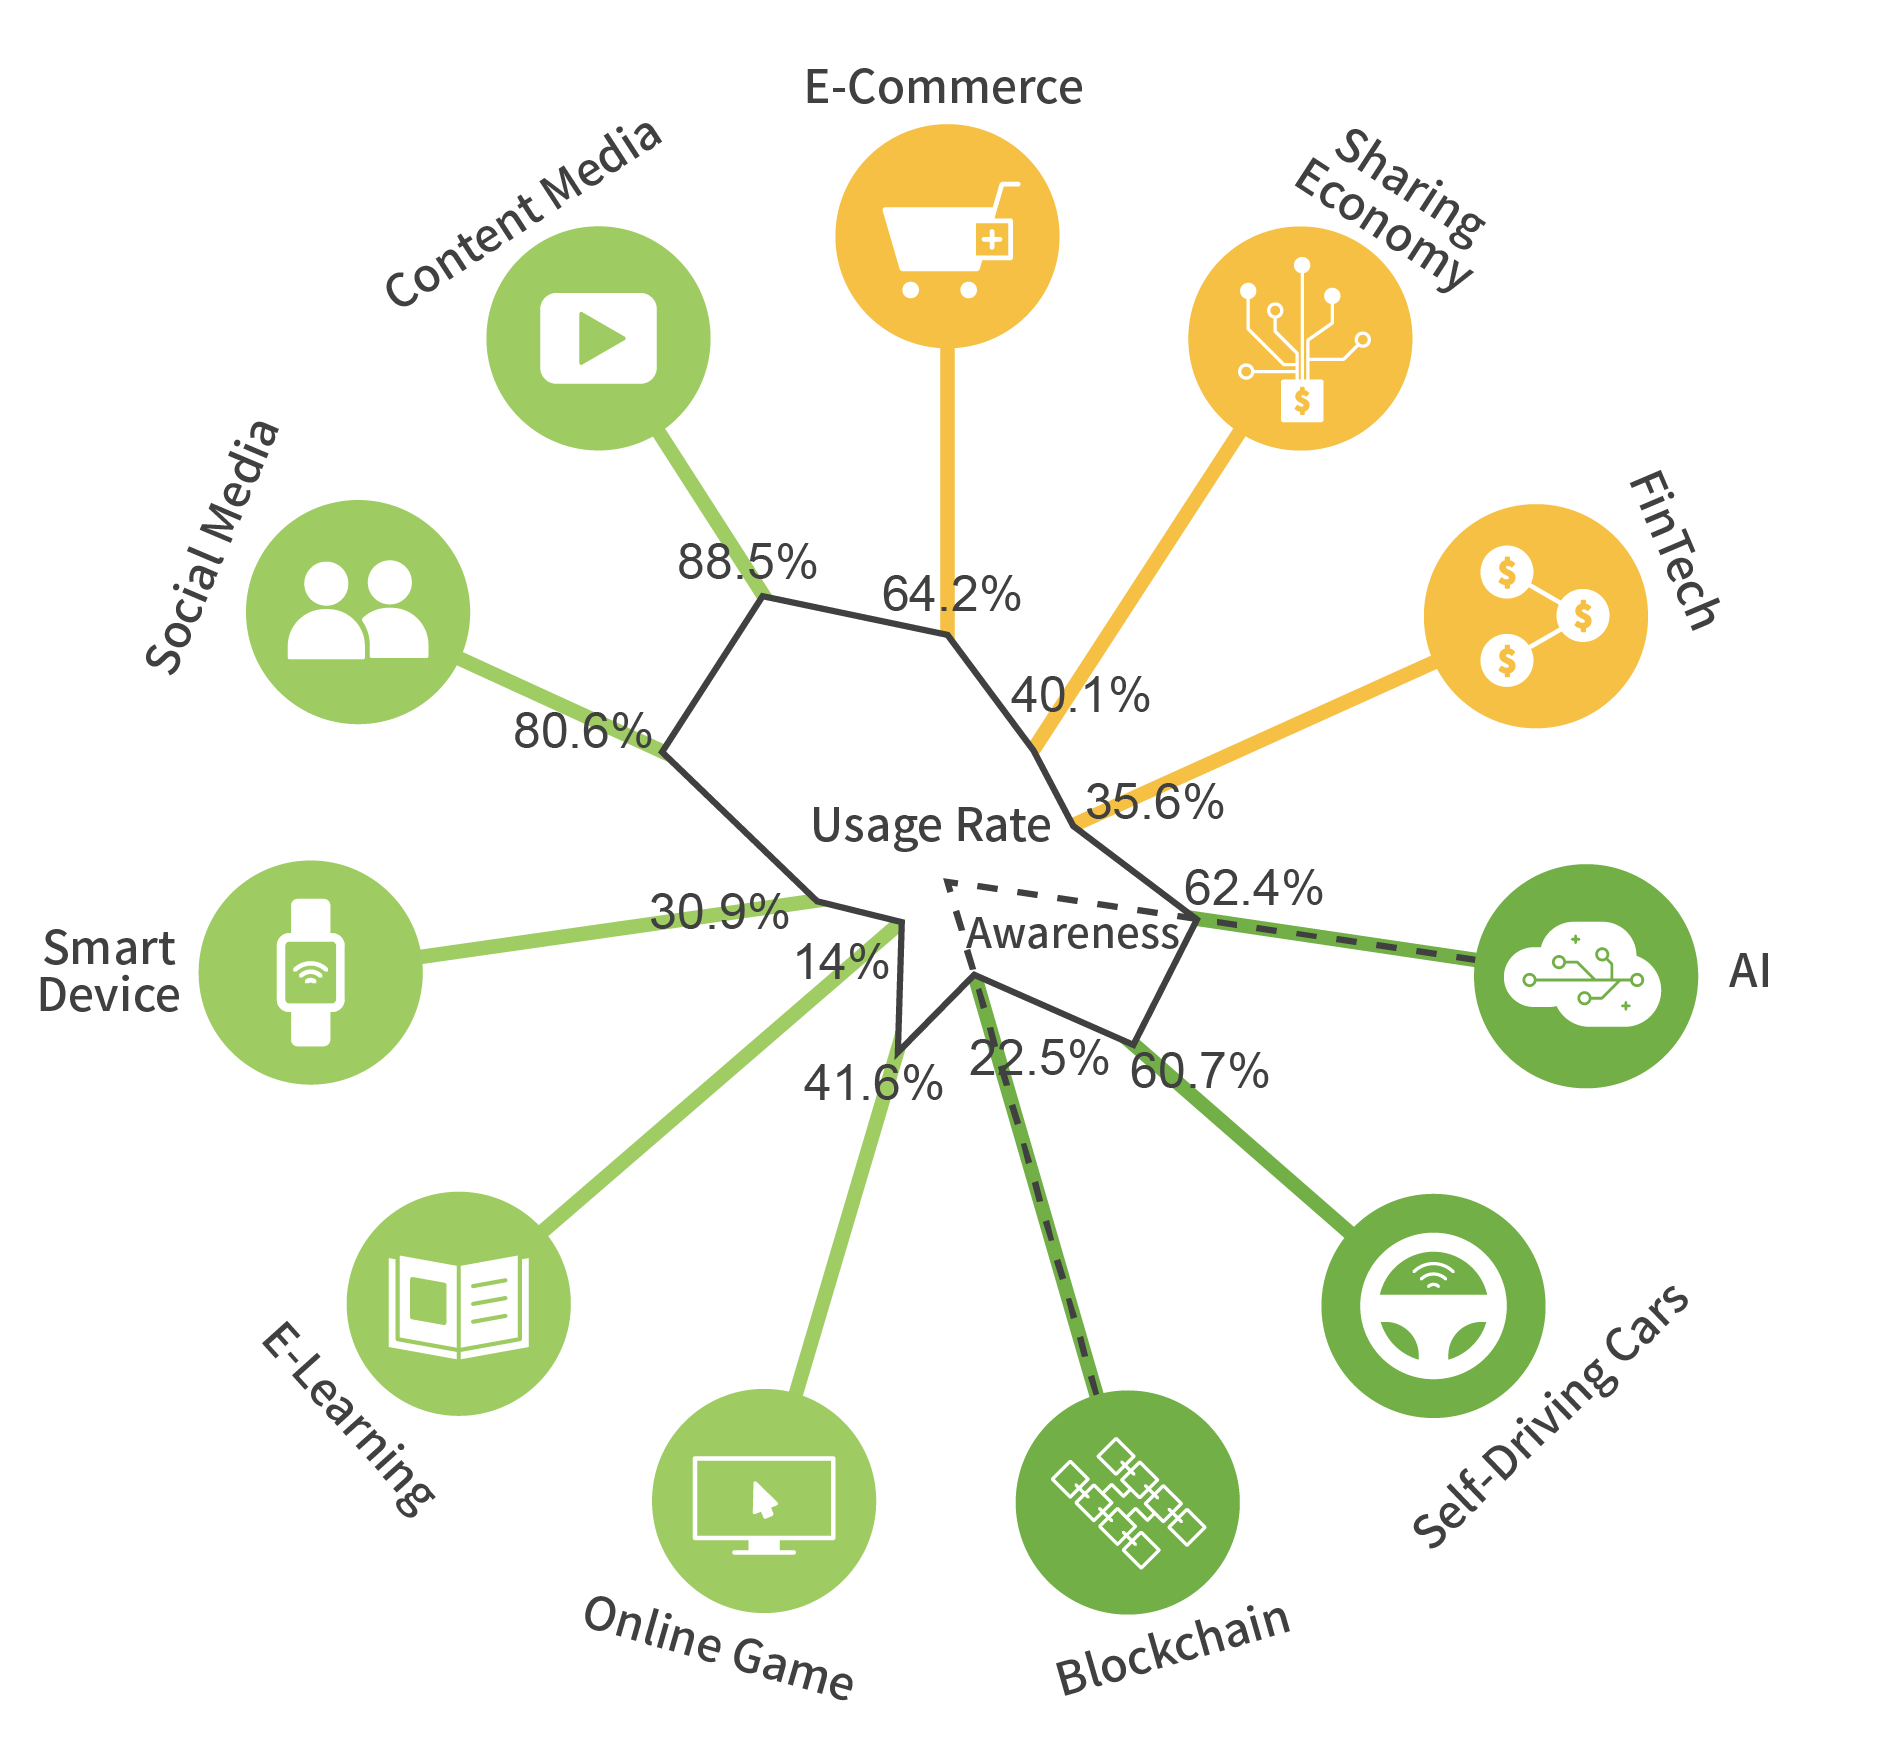 E-Commerce
Content Media
Sharing
Economy
Social Media
FinTech
88.5%
64.2%
40.1%
80.6%
35.6%
Usage Rate
62.4%
30.9%
Awareness
14%
Smart
Device
AI
22.5%
60.7%
41.6%
E-Learning
Self-Driving Cars
Online Game
Blockchain
$
$
$
$